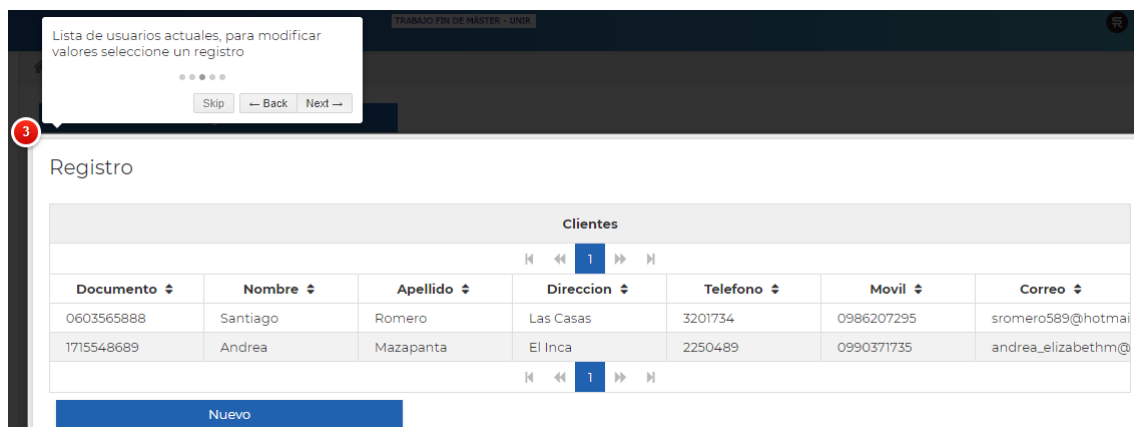 TRABAJO FIN DE MÁSTER - UNIR
Lista de usuarios actuales, para modificar
valores seleccione un registro
Skip ← Back Next →
3
Registro
Clientes
1
Documento Nombre Apellido Direccion Telefono Movil Correo
0603565888 Santiago Romero Las Casas 3201734 0986207295 sromero589@hotmai
1715548689 Andrea Mazapanta El Inca 2250489 0990371735 andrea_elizabethm@
1
Nuevo